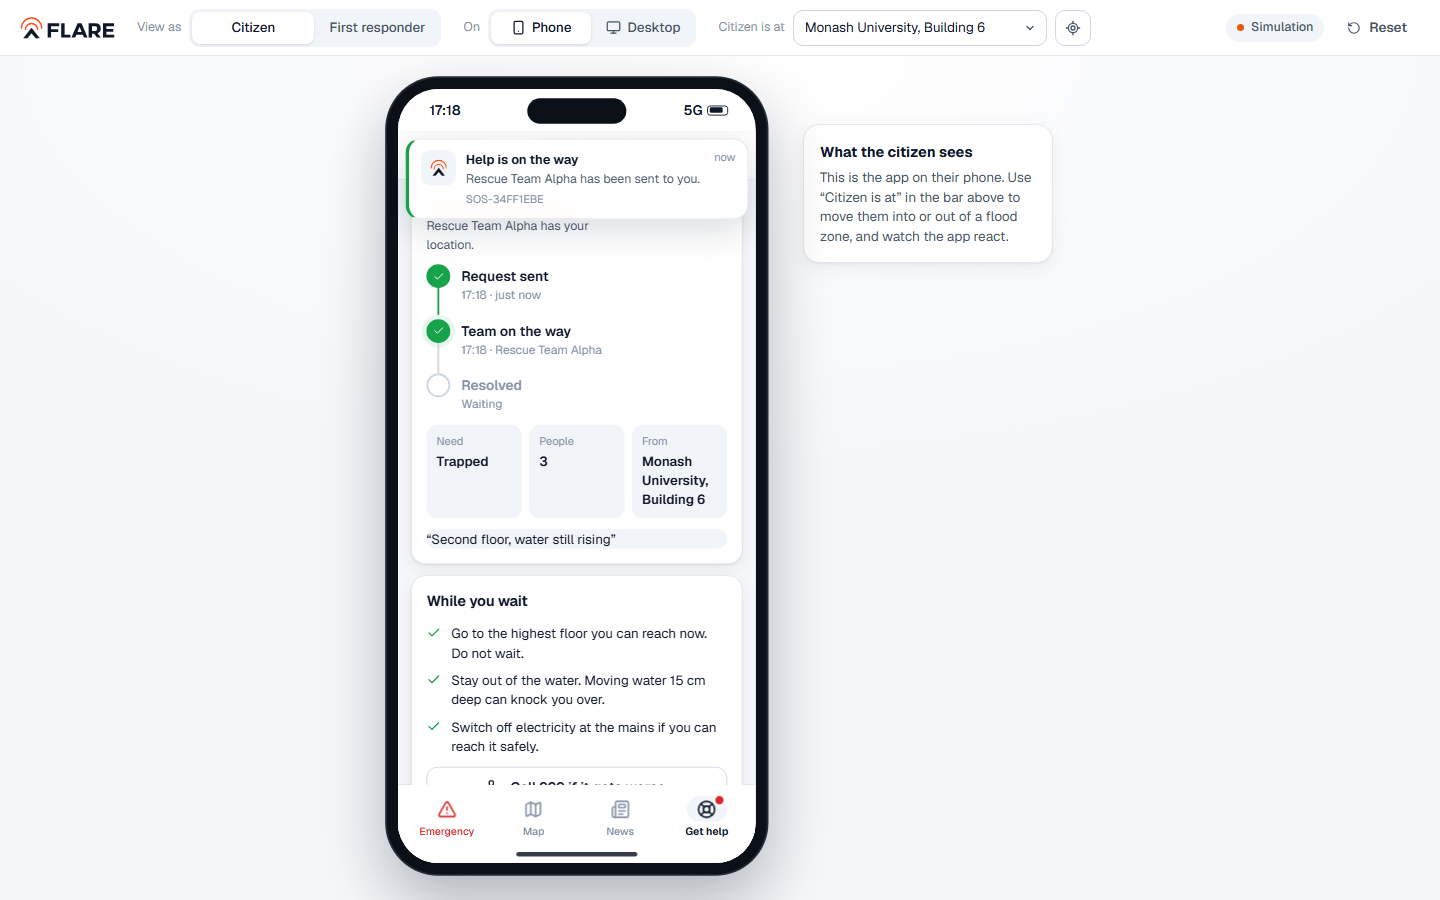 FLARE
View as
Citizen
First responder
On
Phone
Desktop
Citizen is at
Monash University, Building 6
Simulation
Reset
17:18
5G
Help is on the way
now
Rescue Team Alpha has been sent to you.
SOS-34FF1EBE
Rescue Team Alpha has your
location.
Request sent
17:18 · just now
Team on the way
17:18 · Rescue Team Alpha
Resolved
Waiting
Need
Trapped
People
3
From
Monash
University,
Building 6
“Second floor, water still rising”
While you wait
Go to the highest floor you can reach now.
Do not wait.
Stay out of the water. Moving water 15 cm
deep can knock you over.
Switch off electricity at the mains if you can
reach it safely.
Emergency
Map
News
Get help
What the citizen sees
This is the app on their phone. Use
“Citizen is at” in the bar above to
move them into or out of a flood
zone, and watch the app react.